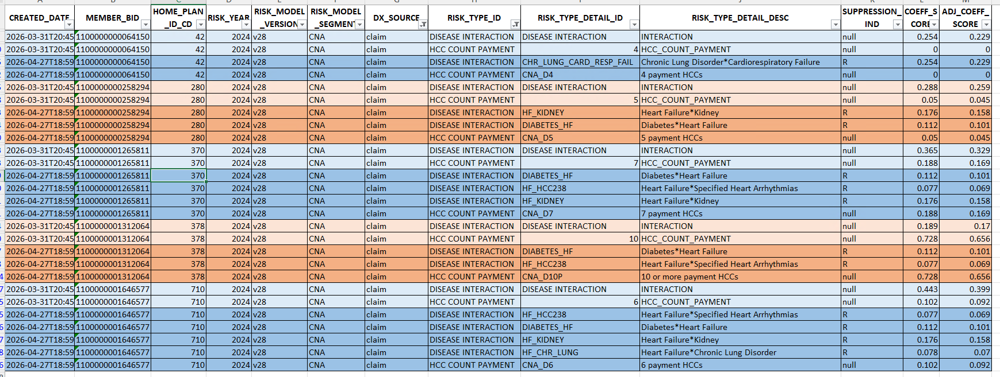 CREATED_DATE MEMBER_BID HOME_PLAN_ID_CD RISK_YEAR RISK_MODEL_VERSION RISK_MODEL_SEGMENT DX_SOURCE RISK_TYPE_ID RISK_TYPE_DETAIL_ID RISK_TYPE_DETAIL_DESC SUPPRESSION_IND COEFF_SCORE ADJ_COEFF_SCORE
2026-03-31T20:45 1100000000064150 42 2024 v28 CNA claim DISEASE INTERACTION DISEASE INTERACTION INTERACTION null 0.254 0.229
2026-03-31T20:45 1100000000064150 42 2024 v28 CNA claim HCC COUNT PAYMENT 4 HCC_COUNT_PAYMENT null 0 0
2026-04-27T18:59 1100000000064150 42 2024 v28 CNA claim DISEASE INTERACTION CHR_LUNG_CARD_RESP_FAIL Chronic Lung Disorder*Cardiorespiratory Failure R 0.254 0.229
2026-04-27T18:59 1100000000064150 42 2024 v28 CNA claim HCC COUNT PAYMENT CNA_D4 4 payment HCCs null 0 0
2026-03-31T20:45 1100000000258294 280 2024 v28 CNA claim DISEASE INTERACTION DISEASE INTERACTION INTERACTION null 0.288 0.259
2026-03-31T20:45 1100000000258294 280 2024 v28 CNA claim HCC COUNT PAYMENT 5 HCC_COUNT_PAYMENT null 0.05 0.045
2026-04-27T18:59 1100000000258294 280 2024 v28 CNA claim DISEASE INTERACTION HF_KIDNEY Heart Failure*Kidney R 0.176 0.158
2026-04-27T18:59 1100000000258294 280 2024 v28 CNA claim DISEASE INTERACTION DIABETES_HF Diabetes*Heart Failure R 0.112 0.101
2026-04-27T18:59 1100000000258294 280 2024 v28 CNA claim HCC COUNT PAYMENT CNA_D5 5 payment HCCs null 0.05 0.045
2026-03-31T20:45 1100000001265811 370 2024 v28 CNA claim DISEASE INTERACTION DISEASE INTERACTION INTERACTION null 0.365 0.329
2026-03-31T20:45 1100000001265811 370 2024 v28 CNA claim HCC COUNT PAYMENT 7 HCC_COUNT_PAYMENT null 0.188 0.169
2026-04-27T18:59 1100000001265811 370 2024 v28 CNA claim DISEASE INTERACTION DIABETES_HF Diabetes*Heart Failure R 0.112 0.101
2026-04-27T18:59 1100000001265811 370 2024 v28 CNA claim DISEASE INTERACTION HF_HCC238 Heart Failure*Specified Heart Arrhythmias R 0.077 0.069
2026-04-27T18:59 1100000001265811 370 2024 v28 CNA claim DISEASE INTERACTION HF_KIDNEY Heart Failure*Kidney R 0.176 0.158
2026-04-27T18:59 1100000001265811 370 2024 v28 CNA claim HCC COUNT PAYMENT CNA_D7 7 payment HCCs null 0.188 0.169
2026-03-31T20:45 1100000001312064 378 2024 v28 CNA claim DISEASE INTERACTION DISEASE INTERACTION INTERACTION null 0.189 0.17
2026-03-31T20:45 1100000001312064 378 2024 v28 CNA claim HCC COUNT PAYMENT 10 HCC_COUNT_PAYMENT null 0.728 0.656
2026-04-27T18:59 1100000001312064 378 2024 v28 CNA claim DISEASE INTERACTION DIABETES_HF Diabetes*Heart Failure R 0.112 0.101
2026-04-27T18:59 1100000001312064 378 2024 v28 CNA claim DISEASE INTERACTION HF_HCC238 Heart Failure*Specified Heart Arrhythmias R 0.077 0.069
2026-04-27T18:59 1100000001312064 378 2024 v28 CNA claim HCC COUNT PAYMENT CNA_D10P 10 or more payment HCCs null 0.728 0.656
2026-03-31T20:45 1100000001646577 710 2024 v28 CNA claim DISEASE INTERACTION DISEASE INTERACTION INTERACTION null 0.443 0.399
2026-03-31T20:45 1100000001646577 710 2024 v28 CNA claim HCC COUNT PAYMENT 6 HCC_COUNT_PAYMENT null 0.102 0.092
2026-04-27T18:59 1100000001646577 710 2024 v28 CNA claim DISEASE INTERACTION HF_HCC238 Heart Failure*Specified Heart Arrhythmias R 0.077 0.069
2026-04-27T18:59 1100000001646577 710 2024 v28 CNA claim DISEASE INTERACTION DIABETES_HF Diabetes*Heart Failure R 0.112 0.101
2026-04-27T18:59 1100000001646577 710 2024 v28 CNA claim DISEASE INTERACTION HF_KIDNEY Heart Failure*Kidney R 0.176 0.158
2026-04-27T18:59 1100000001646577 710 2024 v28 CNA claim DISEASE INTERACTION HF_CHR_LUNG Heart Failure*Chronic Lung Disorder R 0.078 0.07
2026-04-27T18:59 1100000001646577 710 2024 v28 CNA claim HCC COUNT PAYMENT CNA_D6 6 payment HCCs null 0.102 0.092